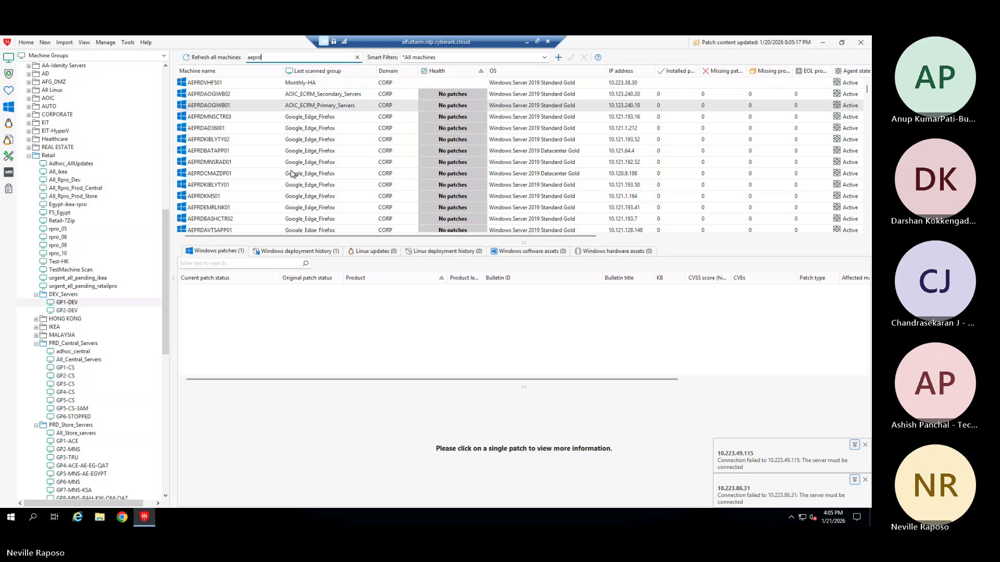 Home New Import View Manage Tools Help
alfuttaim.rdp.cyberark.cloud
Patch content updated: 1/20/2026 8:05:17 PM
Machine Groups
AA-Idenity Servers
AD
AFG_DMZ
All Linux
AOIC
AUTO
CORPORATE
EIT
EIT-HyperV
Healthcare
REAL ESTATE
Retail
Adhoc_AllUpdates
All_ikea
All_Rpro_Dev
All_Rpro_Prod_Central
All_Rpro_Prod_Store
Egypt-ikea-rpro
F5_Egypt
Retail-7Zip
rpro_05
rpro_06
rpro_09
rpro_10
Test-HK
TestMachine Scan
urgent_all_pending_ikea
urgent_all_pending_retailpro
DEV_Servers
GP1-DEV
GP2-DEV
HONG KONG
IKEA
MALAYSIA
PRD_Central_Servers
adhoc_central
All_Central_Servers
GP1-CS
GP2-CS
GP3-CS
GP4-CS
GP5-CS
GP5-CS-3AM
GP6-STOPPED
PRD_Store_Servers
All_Store_servers
GP1-ACE
GP2-MNS
GP3-TRU
GP4-ACE-AE-EG-QAT
GP5-MNS-AE-EGYPT
GP6-MNS
GP7-MNS-KSA
GP8-MNS-BAH-KW-OM-QAT
vm
Refresh all machines aeprd Smart Filters: *All machines
Machine name Last scanned group Domain Health OS IP address Installed p... Missing pat... Missing pro... EOL pro... Agent state
AEPRDVHF501 Monthly-HA CORP Windows Server 2019 Standard Gold 10.223.38.30 Active
AEPRDAOGIWB02 AOIC_ECRM_Secondary_Servers CORP No patches Windows Server 2019 Standard Gold 10.123.240.20 0 0 0 0 Active
AEPRDAOGIWB01 AOIC_ECRM_Primary_Servers CORP No patches Windows Server 2019 Standard Gold 10.123.240.19 0 0 0 0 Active
AEPRDMNSCTR03 Google_Edge_FIrefox CORP No patches Windows Server 2019 Standard Gold 10.121.193.16 0 0 0 0 Active
AEPRDAD36001 Google_Edge_FIrefox CORP No patches Windows Server 2019 Standard Gold 10.121.1.212 0 0 0 0 Active
AEPRDKIBLYTY02 Google_Edge_FIrefox CORP No patches Windows Server 2019 Standard Gold 10.121.193.52 0 0 0 0 Active
AEPRDBATAPP01 Google_Edge_FIrefox CORP No patches Windows Server 2019 Datacenter Gold 10.121.64.4 0 0 0 0 Active
AEPRDMNSRAD01 Google_Edge_FIrefox CORP No patches Windows Server 2019 Standard Gold 10.121.192.52 0 0 0 0 Active
AEPRDCMAZDP01 Google_Edge_FIrefox CORP No patches Windows Server 2019 Datacenter Gold 10.120.9.198 0 0 0 0 Active
AEPRDKIBLYTY01 Google_Edge_FIrefox CORP No patches Windows Server 2019 Standard Gold 10.121.193.50 0 0 0 0 Active
AEPRDKMS01 Google_Edge_FIrefox CORP No patches Windows Server 2019 Standard Gold 10.121.1.164 0 0 0 0 Active
AEPRDEMRLNK01 Google_Edge_FIrefox CORP No patches Windows Server 2019 Standard Gold 10.121.193.41 0 0 0 0 Active
AEPRDBASHCTR02 Google_Edge_FIrefox CORP No patches Windows Server 2019 Standard Gold 10.121.193.7 0 0 0 0 Active
AEPRDAVTSAPP01 Google_Edge_FIrefox CORP No patches Windows Server 2019 Standard Gold 10.121.128.148 0 0 0 0 Active
Windows patches (1) Windows deployment history (1) Linux updates (0) Linux deployment history (0) Windows software assets (0) Windows hardware assets (0)
Enter text to search...
Current patch status Original patch status Product Product le... Bulletin ID Bulletin title KB CVSS score (hi... CVEs Patch type Affected m
Please click on a single patch to view more information.
10.223.49.115
Connection failed to 10.223.49.115: The server must be
connected
10.223.86.31
Connection failed to 10.223.86.31: The server must be
connected
4:05 PM
1/21/2026
AP
Anup KumarPati-Bu...
DK
Darshan Kokkengad...
CJ
Chandrasekaran J - ...
AP
Ashish Panchal - Tec...
NR
Neville Raposo
Neville Raposo